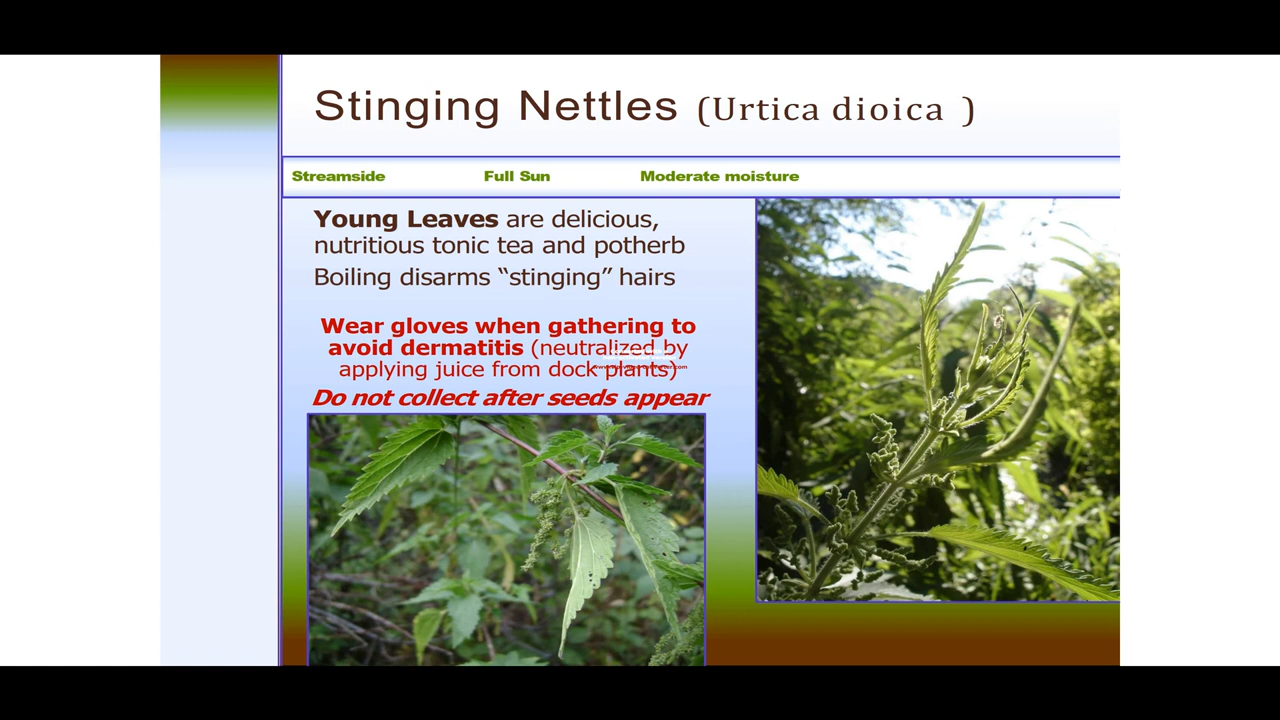 Stinging Nettles (Urtica dioica )
Streamside Full Sun Moderate moisture
Young Leaves are delicious,
nutritious tonic tea and potherb
Boiling disarms “stinging” hairs
Wear gloves when gathering to
avoid dermatitis (neutralized by
applying juice from dock plants)
Do not collect after seeds appear